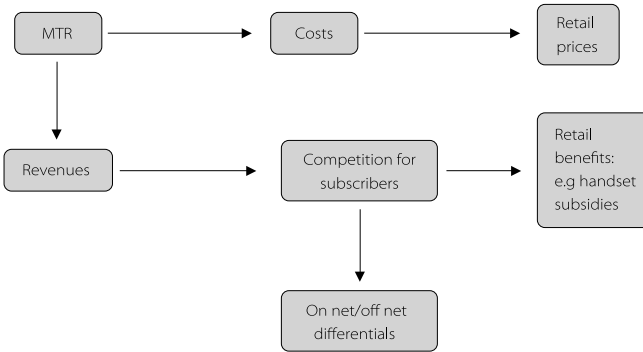 MTR
Costs
Retail
prices
Revenues
Competition for
subscribers
Retail
benefits:
e.g handset
subsidies
On net/off net
differentials